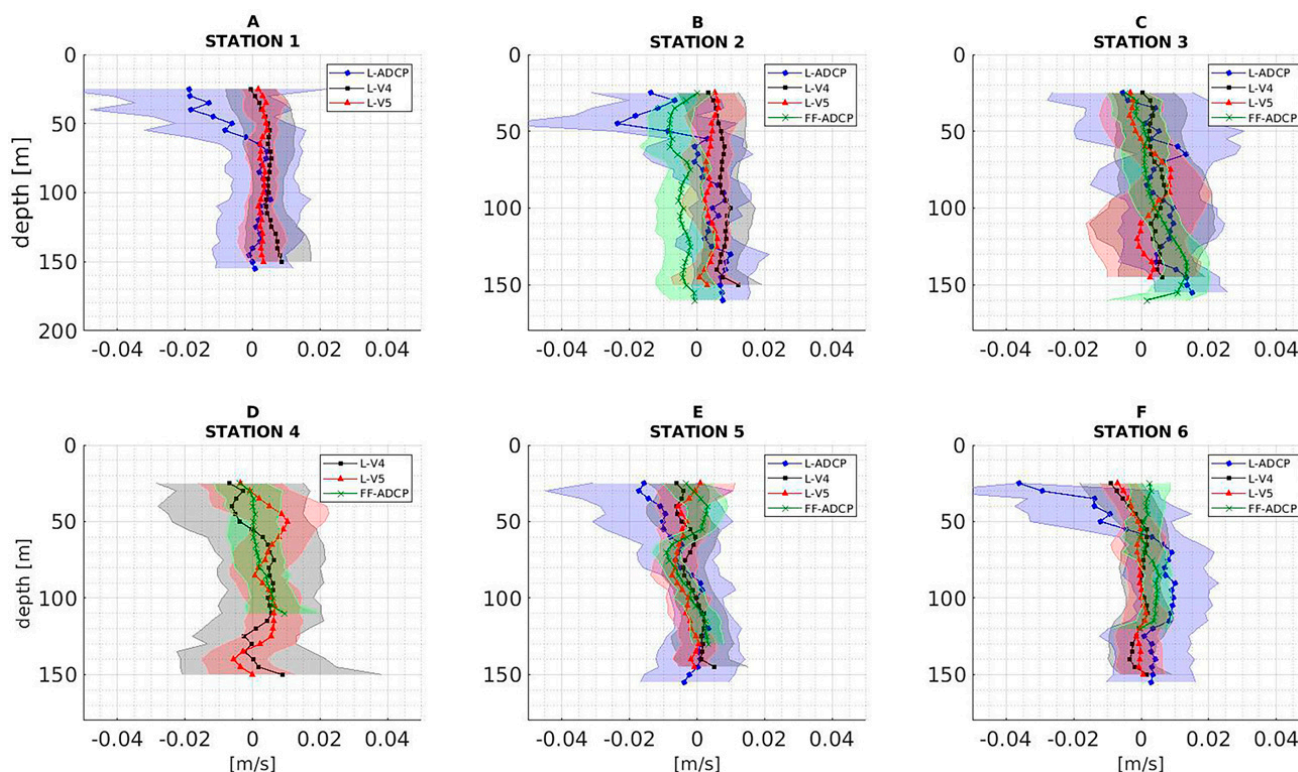 A
STATION 1
L-ADCP
L-V4
L-V5
depth [m]
0
50
100
150
200
-0.04 -0.02 0 0.02 0.04
B
STATION 2
L-ADCP
L-V4
L-V5
FF-ADCP
0
50
100
150
-0.04 -0.02 0 0.02 0.04
C
STATION 3
L-ADCP
L-V4
L-V5
FF-ADCP
0
50
100
150
-0.04 -0.02 0 0.02 0.04
D
STATION 4
L-V4
L-V5
FF-ADCP
depth [m]
0
50
100
150
-0.04 -0.02 0 0.02 0.04
[m/s]
E
STATION 5
L-ADCP
L-V4
L-V5
FF-ADCP
0
50
100
150
-0.04 -0.02 0 0.02 0.04
[m/s]
F
STATION 6
L-ADCP
L-V4
L-V5
FF-ADCP
0
50
100
150
-0.04 -0.02 0 0.02 0.04
[m/s]